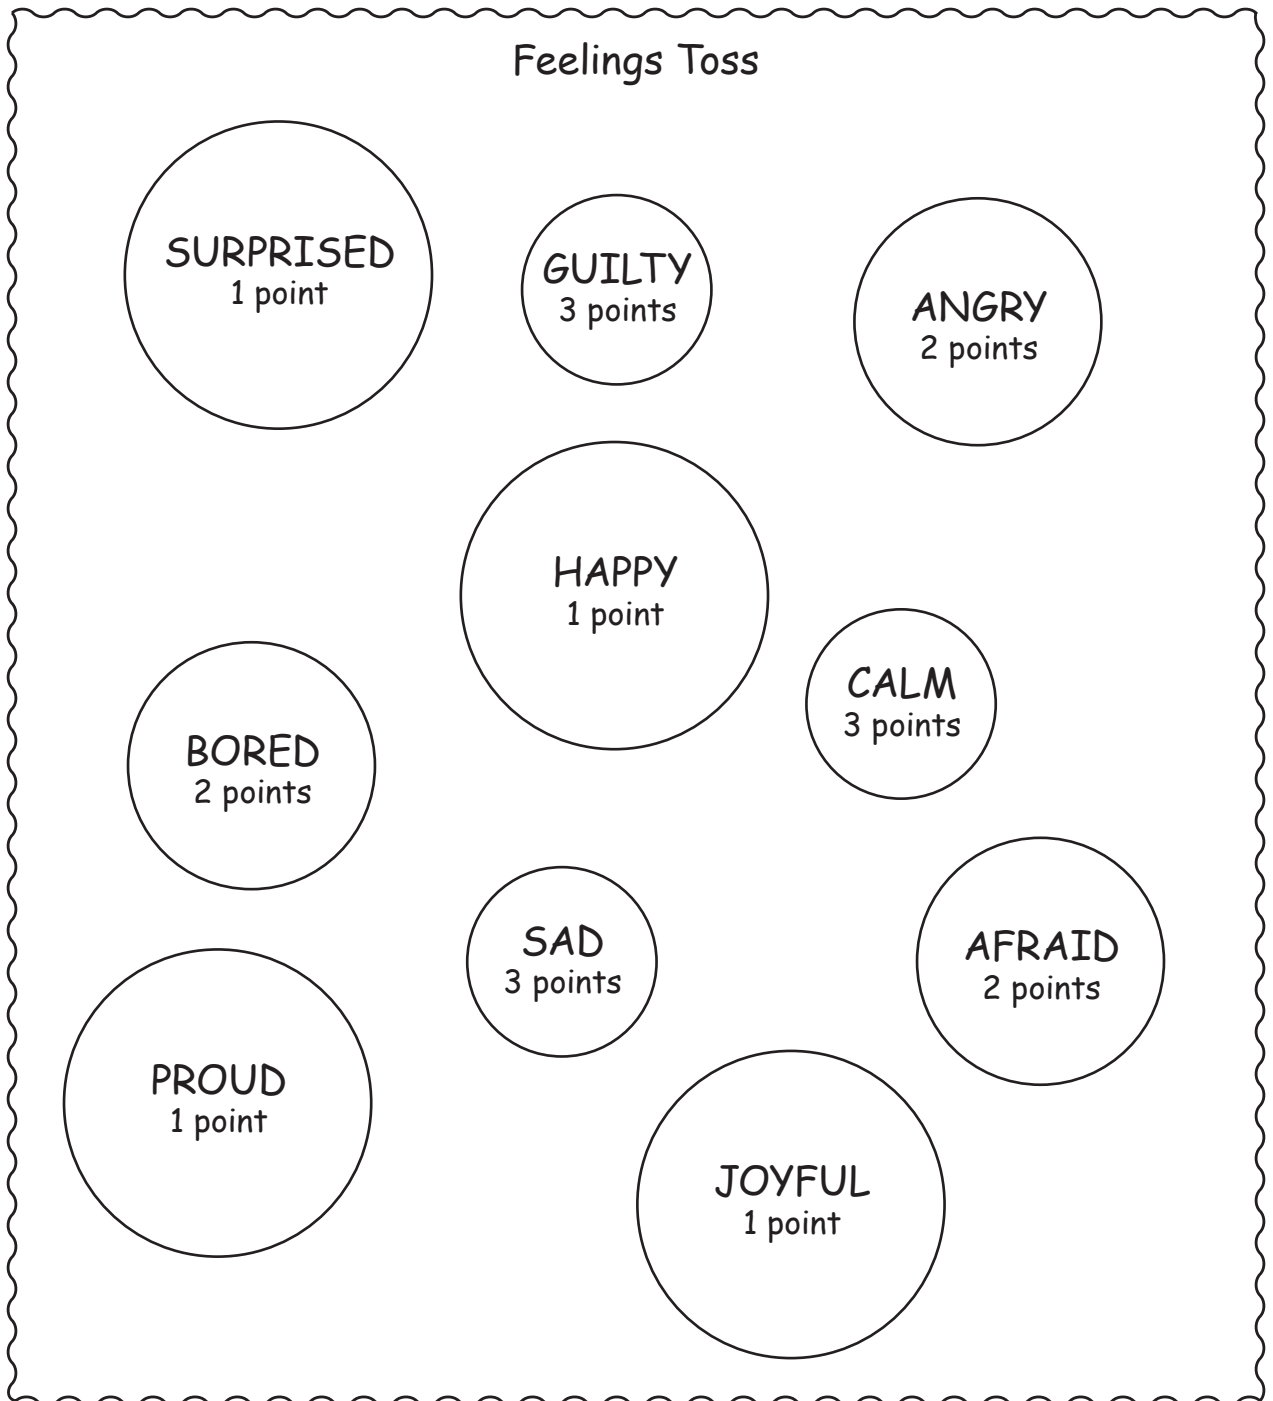 Feelings Toss
SURPRISED
1 point
GUILTY
3 points
ANGRY
2 points
HAPPY
1 point
CALM
3 points
BORED
2 points
SAD
3 points
AFRAID
2 points
PROUD
1 point
JOYFUL
1 point